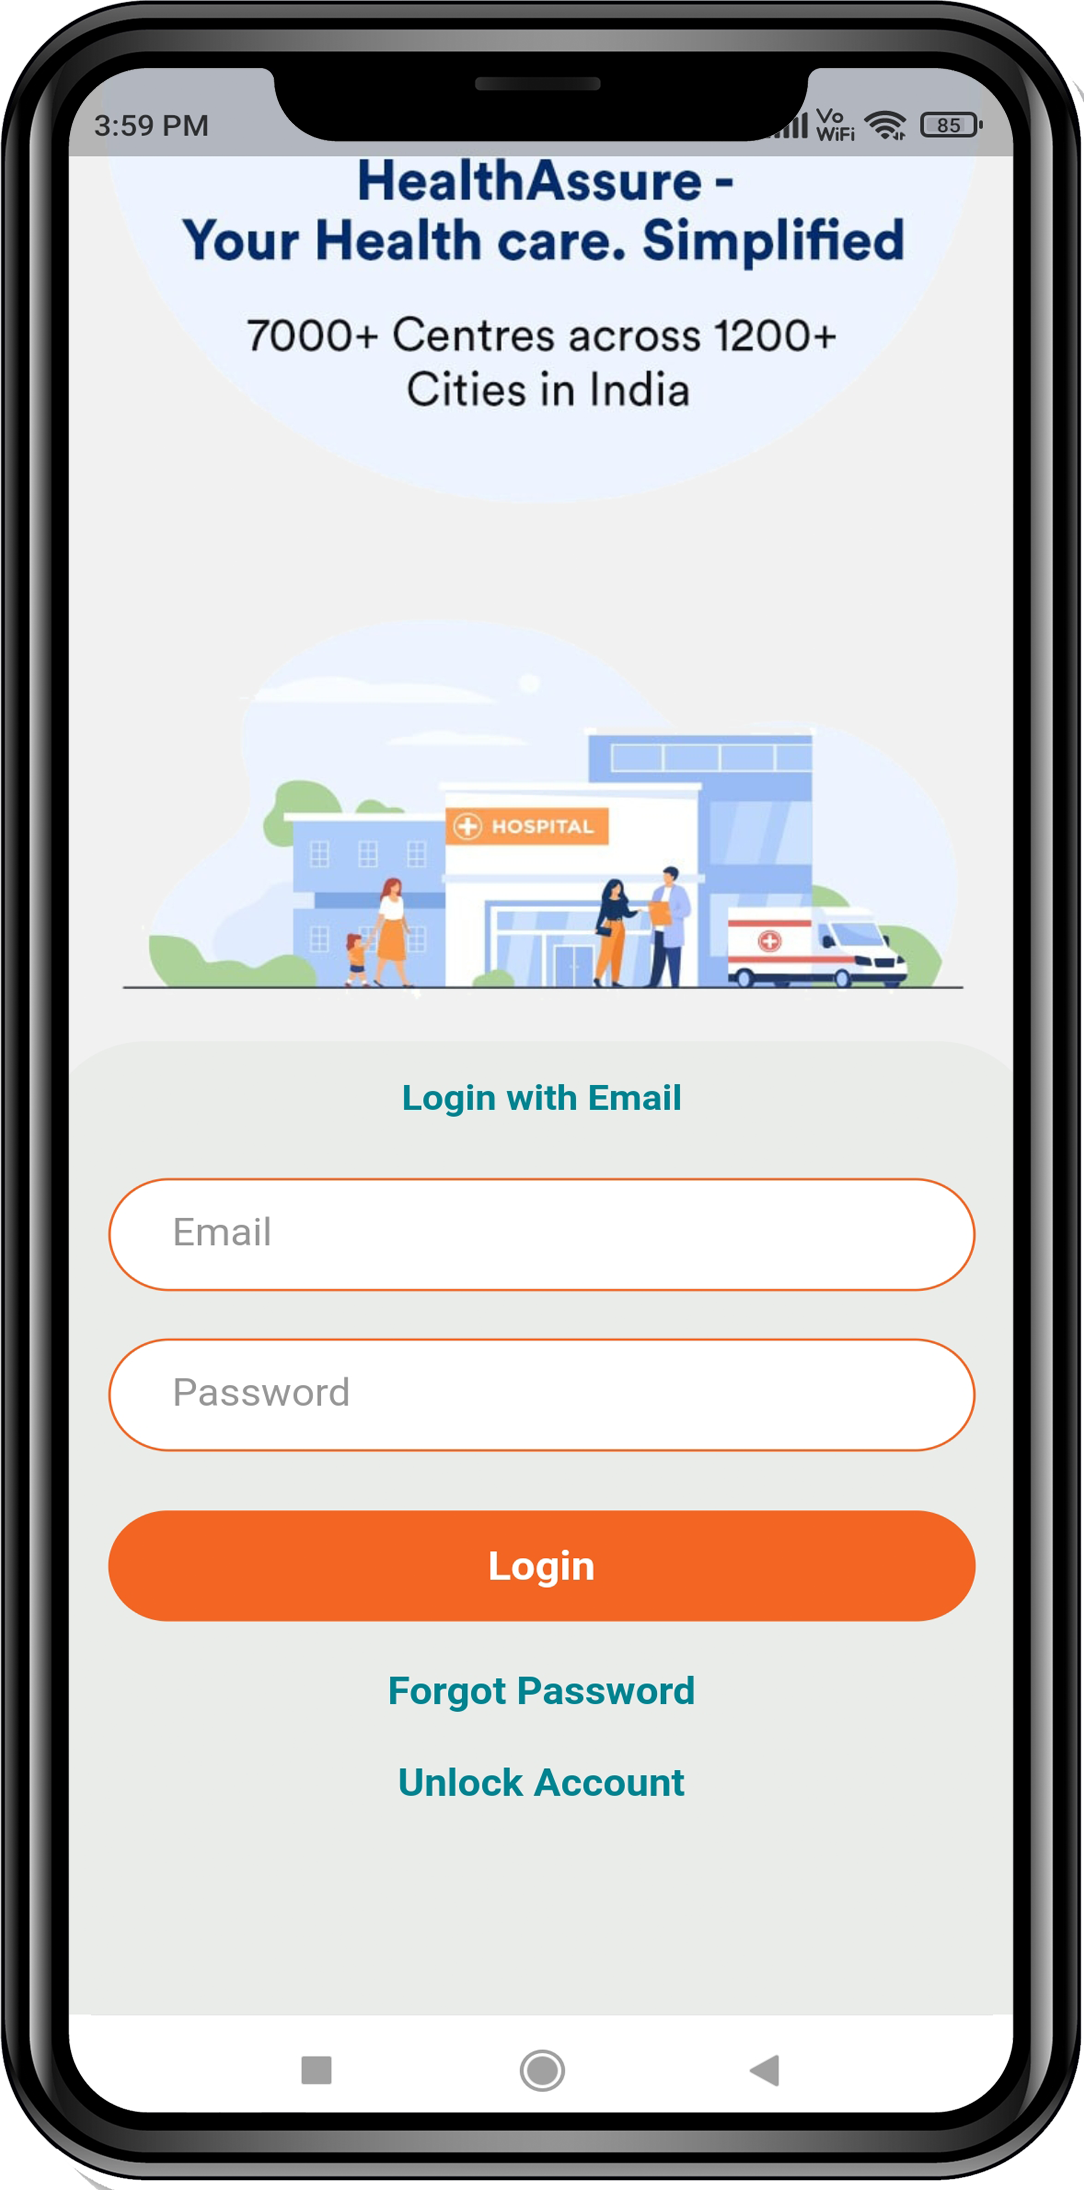 3:59 PM
Vo
WiFi
85
HealthAssure -
Your Health care. Simplified
7000+ Centres across 1200+
Cities in India
HOSPITAL
Login with Email
Email
Password
Login
Forgot Password
Unlock Account